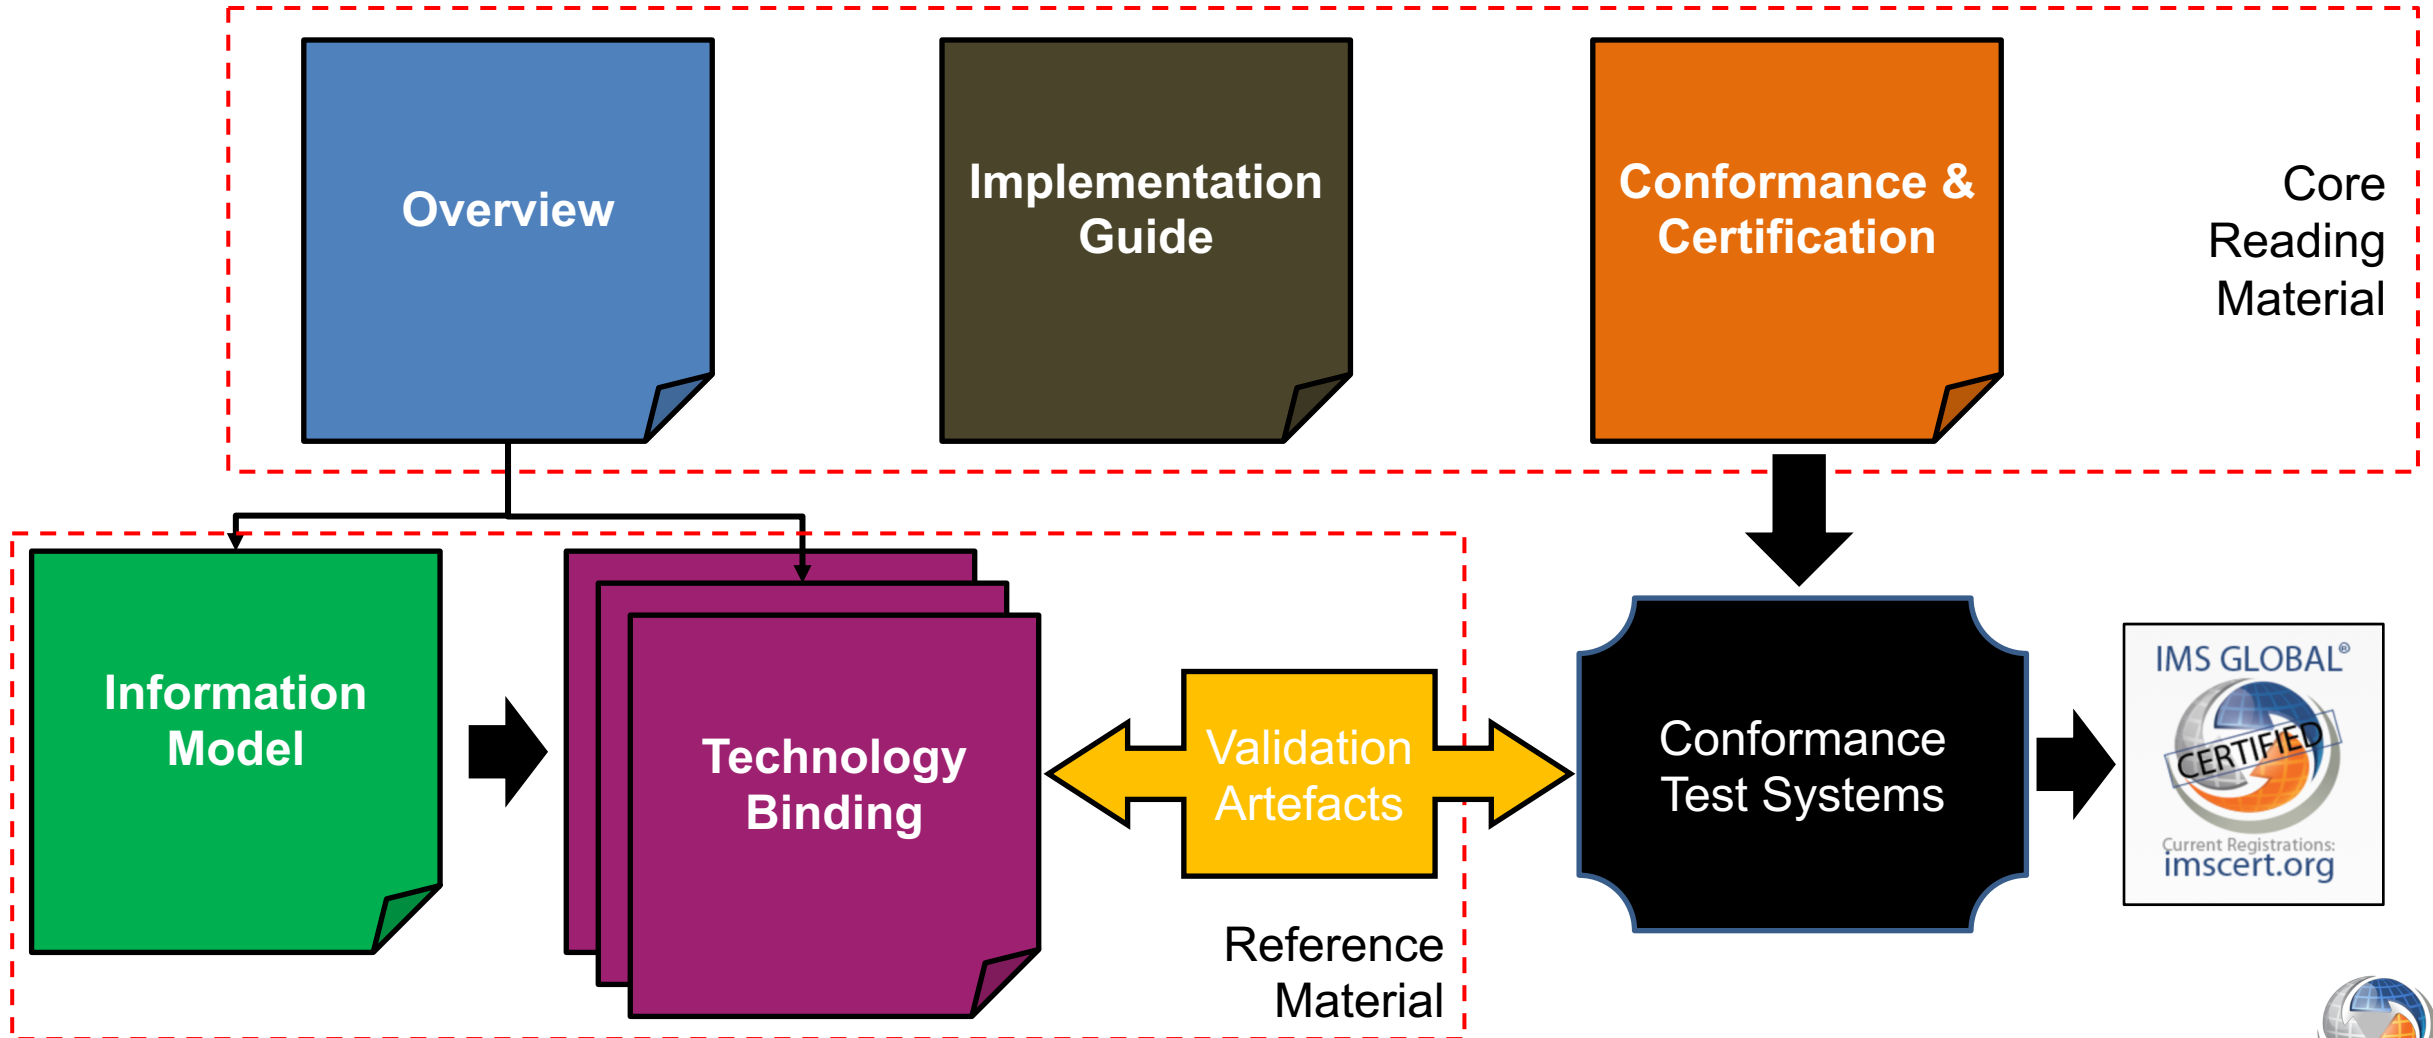 Overview
Implementation
Guide
Conformance &
Certification
Core
Reading
Material
Information
Model
Technology
Binding
Validation
Artefacts
Reference
Material
Conformance
Test Systems
IMS GLOBAL®
CERTIFIED
Current Registrations:
imscert.org